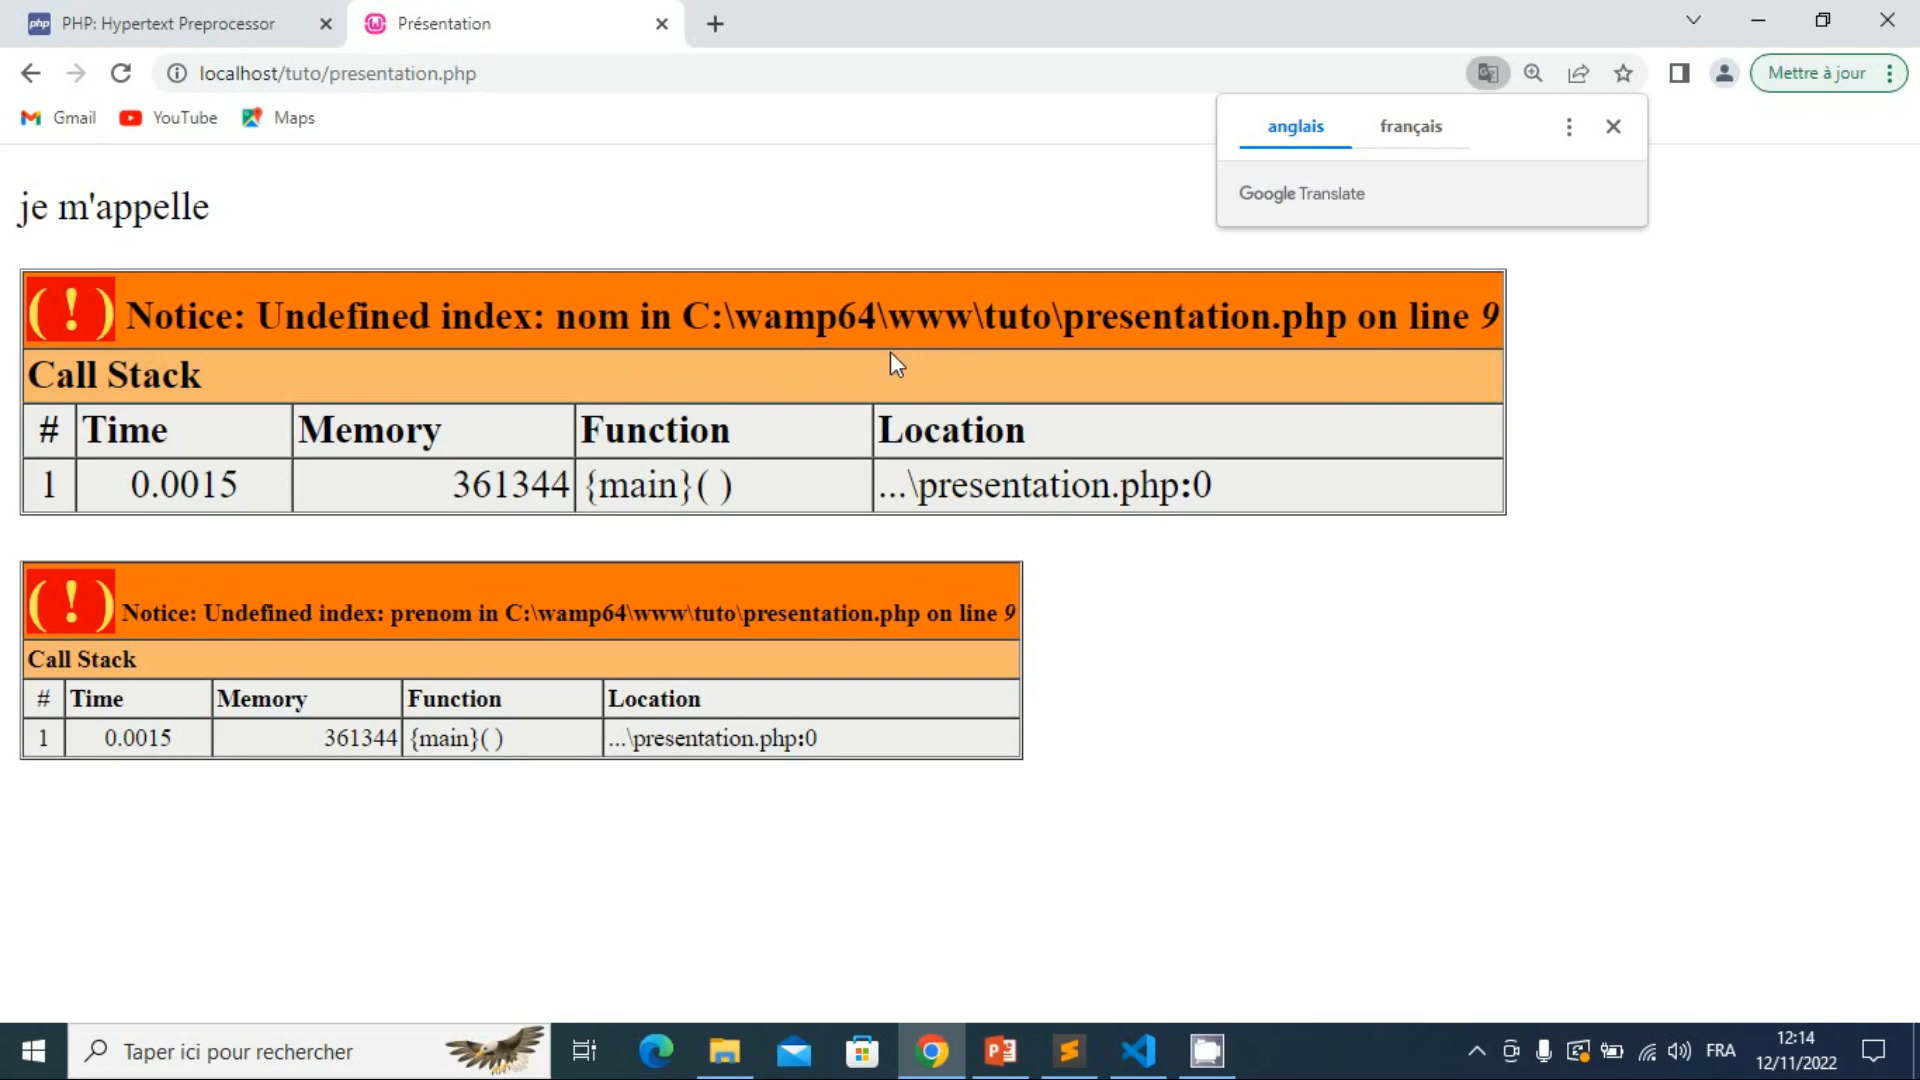 PHP: Hypertext Preprocessor
Présentation
localhost/tuto/presentation.php
Mettre à jour
Gmail
YouTube
Maps
anglais
français
Google Translate
je m'appelle
( ! ) Notice: Undefined index: nom in C:\wamp64\www\tuto\presentation.php on line 9
Call Stack
# Time Memory Function Location
1 0.0015 361344 {main}( ) ...\presentation.php:0
( ! ) Notice: Undefined index: prenom in C:\wamp64\www\tuto\presentation.php on line 9
Call Stack
# Time Memory Function Location
1 0.0015 361344 {main}( ) ...\presentation.php:0
Taper ici pour rechercher
FRA
12:14
12/11/2022